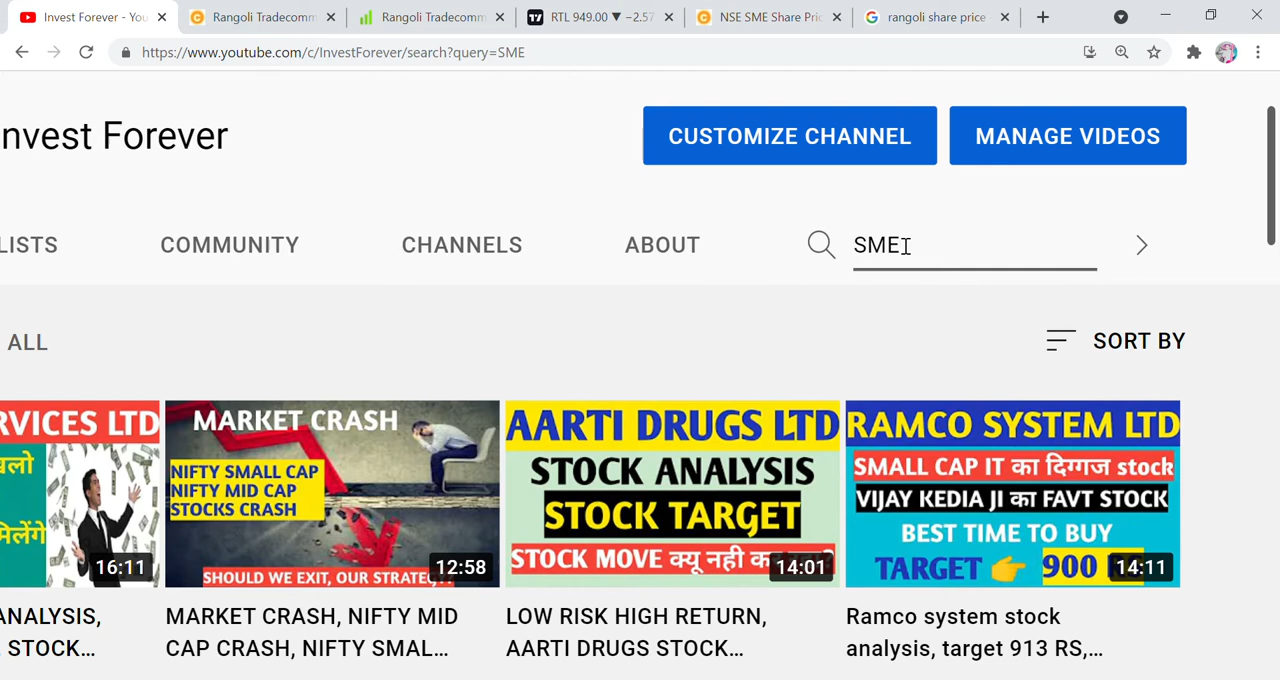 Invest Forever - You
Rangoli Tradecomm
Rangoli Tradecomm
RTL 949.00 ▼ −2.57
NSE SME Share Pric
rangoli share price
https://www.youtube.com/c/InvestForever/search?query=SME
nvest Forever
CUSTOMIZE CHANNEL
MANAGE VIDEOS
LISTS
COMMUNITY
CHANNELS
ABOUT
SME
ALL
SORT BY
RVICES LTD
खलो
मिलेंगे
16:11
MARKET CRASH
NIFTY SMALL CAP
NIFTY MID CAP
STOCKS CRASH
SHOULD WE EXIT, OUR STRATEGY
12:58
AARTI DRUGS LTD
STOCK ANALYSIS
STOCK TARGET
STOCK MOVE क्यू नही
14:01
RAMCO SYSTEM LTD
SMALL CAP IT का दिग्गज stock
VIJAY KEDIA JI का FAVT STOCK
BEST TIME TO BUY
TARGET 👉 900
14:11
ANALYSIS,
STOCK...
MARKET CRASH, NIFTY MID
CAP CRASH, NIFTY SMAL...
LOW RISK HIGH RETURN,
AARTI DRUGS STOCK...
Ramco system stock
analysis, target 913 RS,...